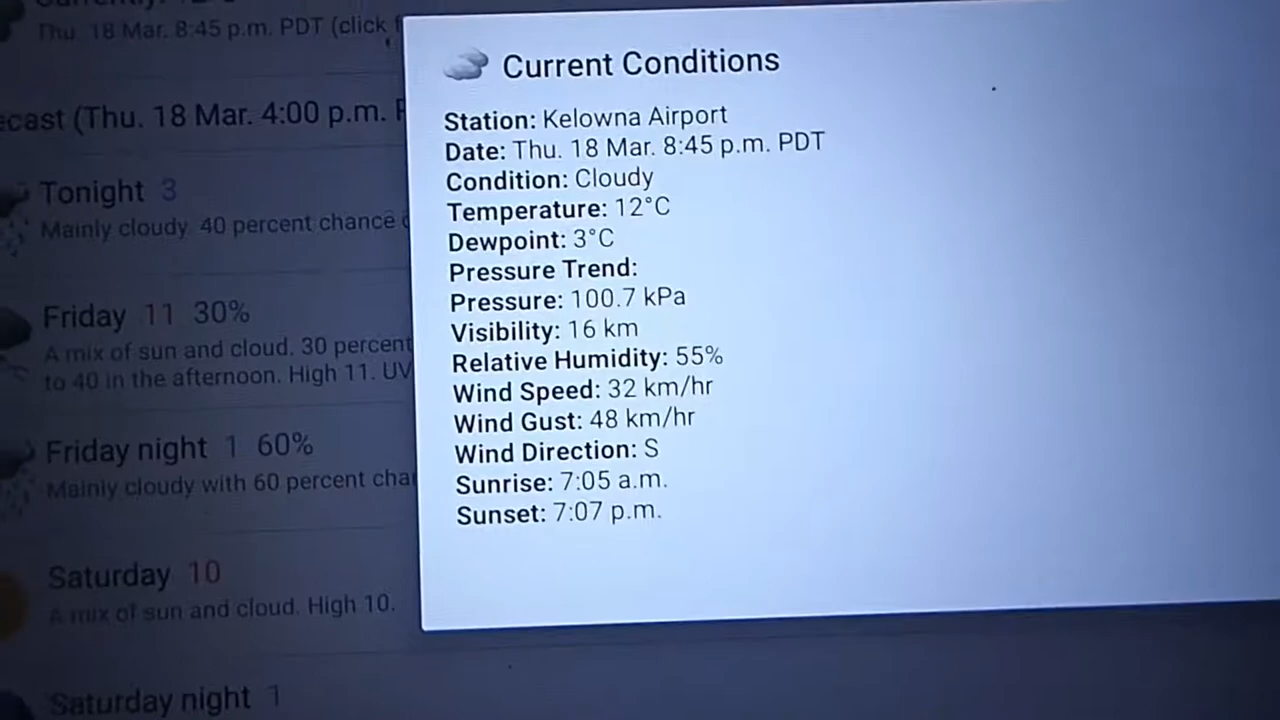 Thu. 18 Mar. 8:45 p.m. PDT (click
ecast (Thu. 18 Mar. 4:00 p.m.
Tonight 3
Mainly cloudy. 40 percent chance
Friday 11 30%
A mix of sun and cloud. 30 percent
to 40 in the afternoon. High 11. UV
Friday night 1 60%
Mainly cloudy with 60 percent cha
Saturday 10
A mix of sun and cloud. High 10.
Saturday night 1
Current Conditions
Station: Kelowna Airport
Date: Thu. 18 Mar. 8:45 p.m. PDT
Condition: Cloudy
Temperature: 12°C
Dewpoint: 3°C
Pressure Trend:
Pressure: 100.7 kPa
Visibility: 16 km
Relative Humidity: 55%
Wind Speed: 32 km/hr
Wind Gust: 48 km/hr
Wind Direction: S
Sunrise: 7:05 a.m.
Sunset: 7:07 p.m.